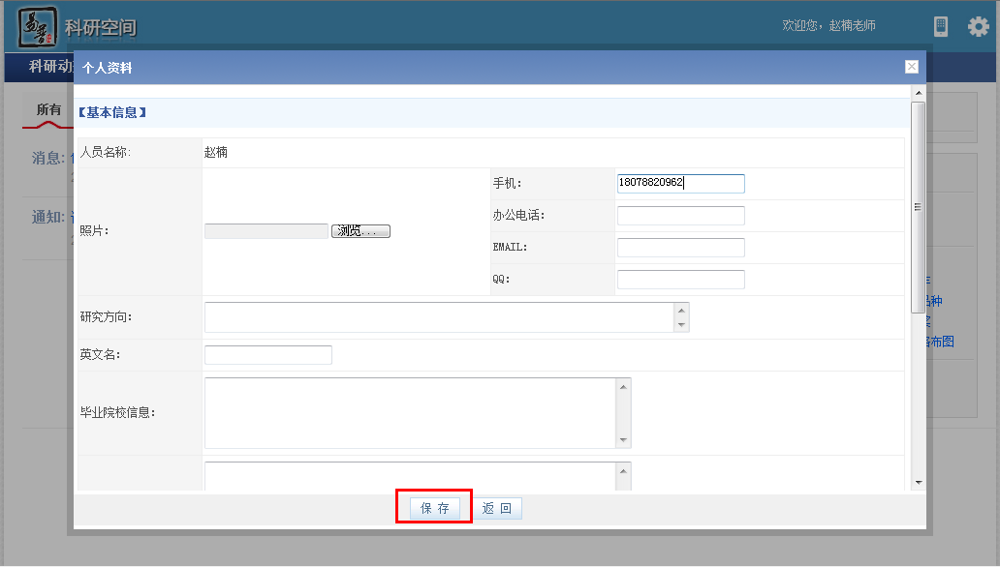 易普
科研空间
欢迎您，赵楠老师
科研动
个人资料
所有
【基本信息】
消息:
人员名称:
赵楠
手机:
18078820962
通知:
办公电话:
照片:
浏览...
EMAIL:
QQ:
品种
研究方向:
布图
英文名:
毕业院校信息:
保 存
返 回